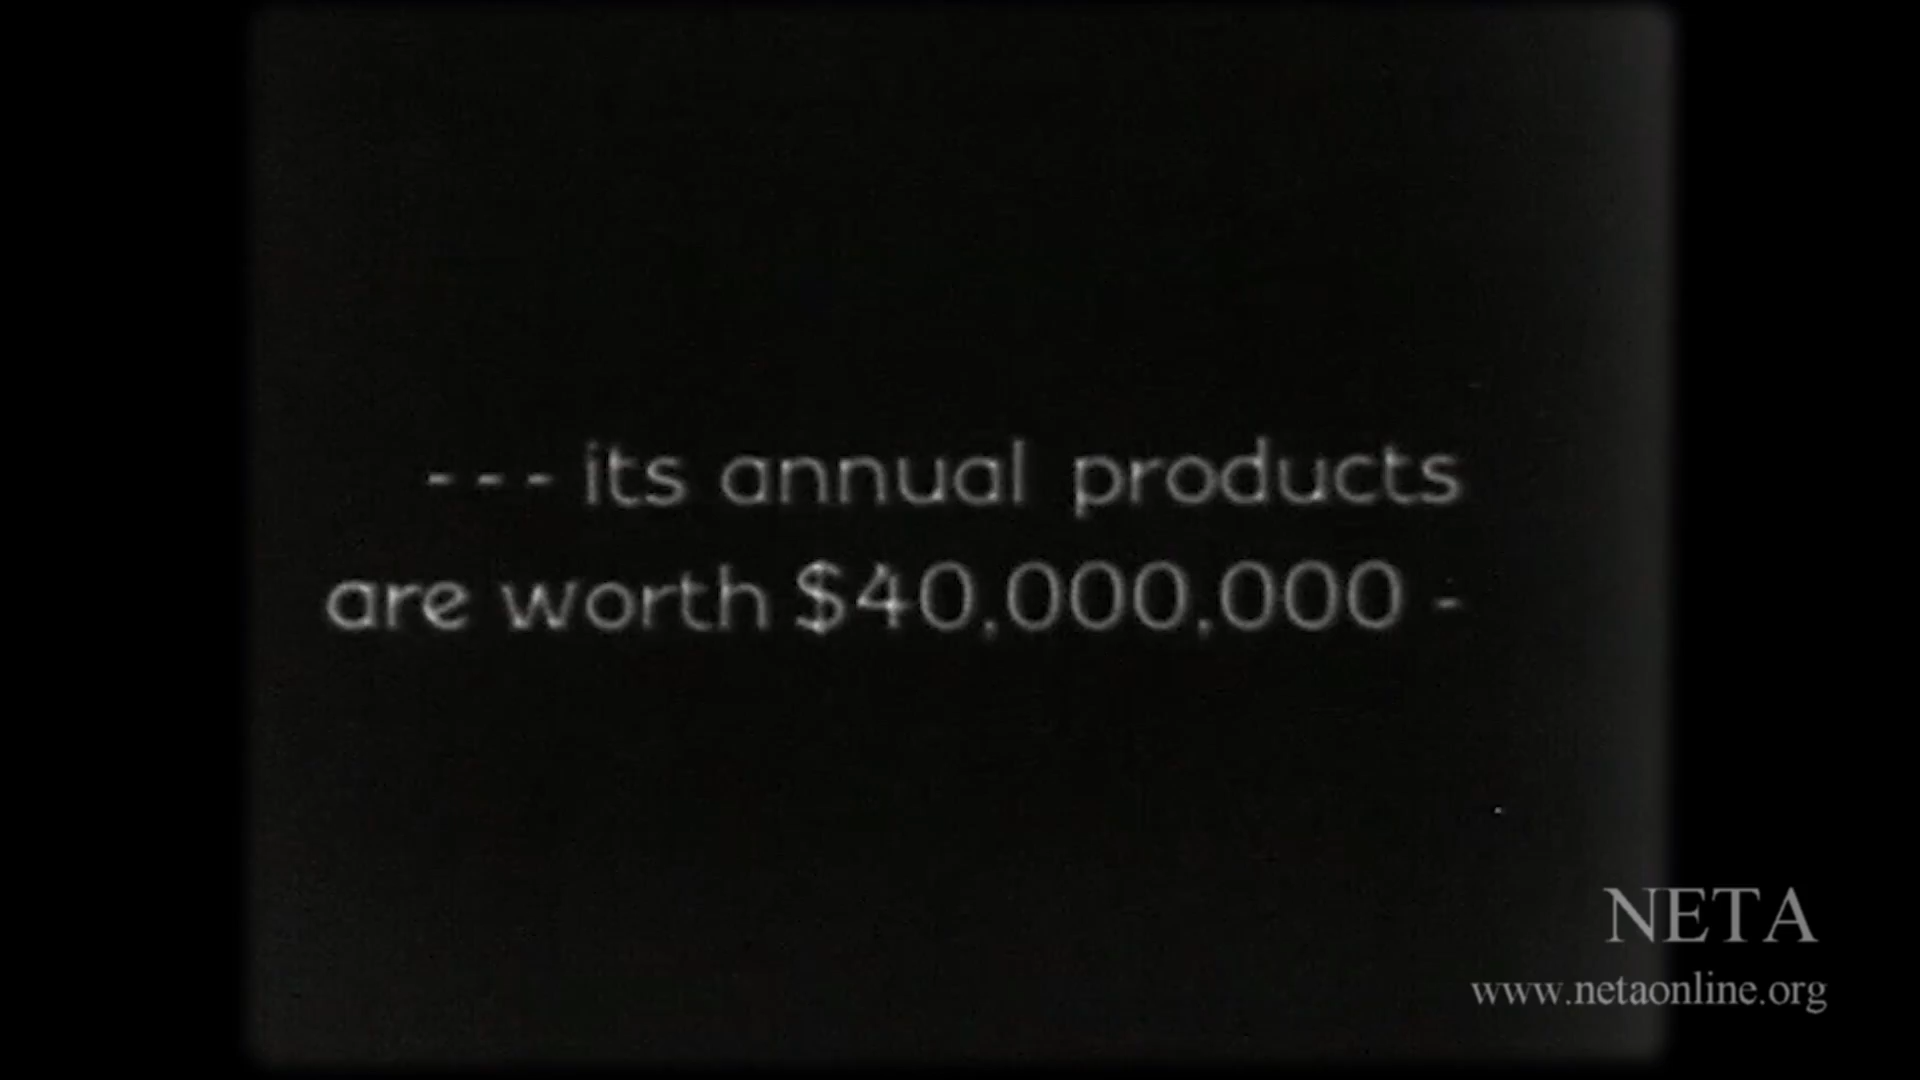 --- its annual products
are worth $40,000,000 -
NETA
www.netaonline.org